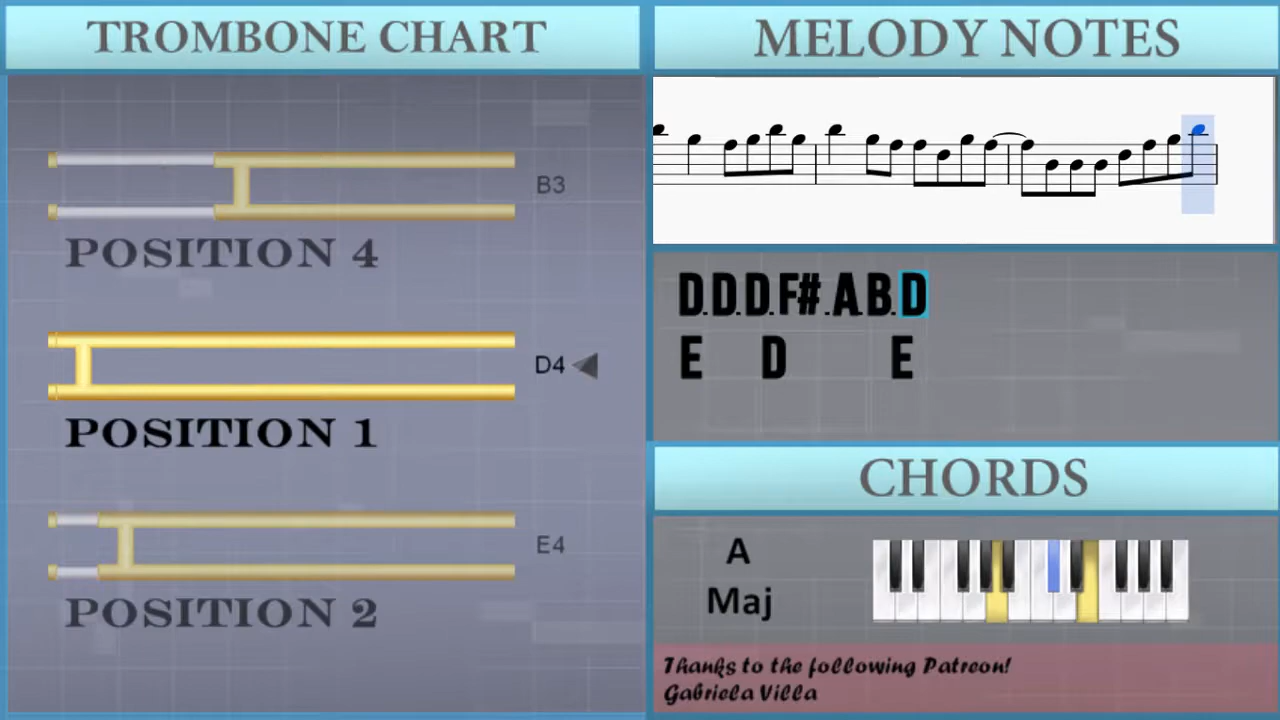 TROMBONE CHART
B3
POSITION 4
D4
POSITION 1
E4
POSITION 2
MELODY NOTES
D.D.D.F#.A.B.D
E D E
CHORDS
A
Maj
Thanks to the following Patreon!
Gabriela Villa